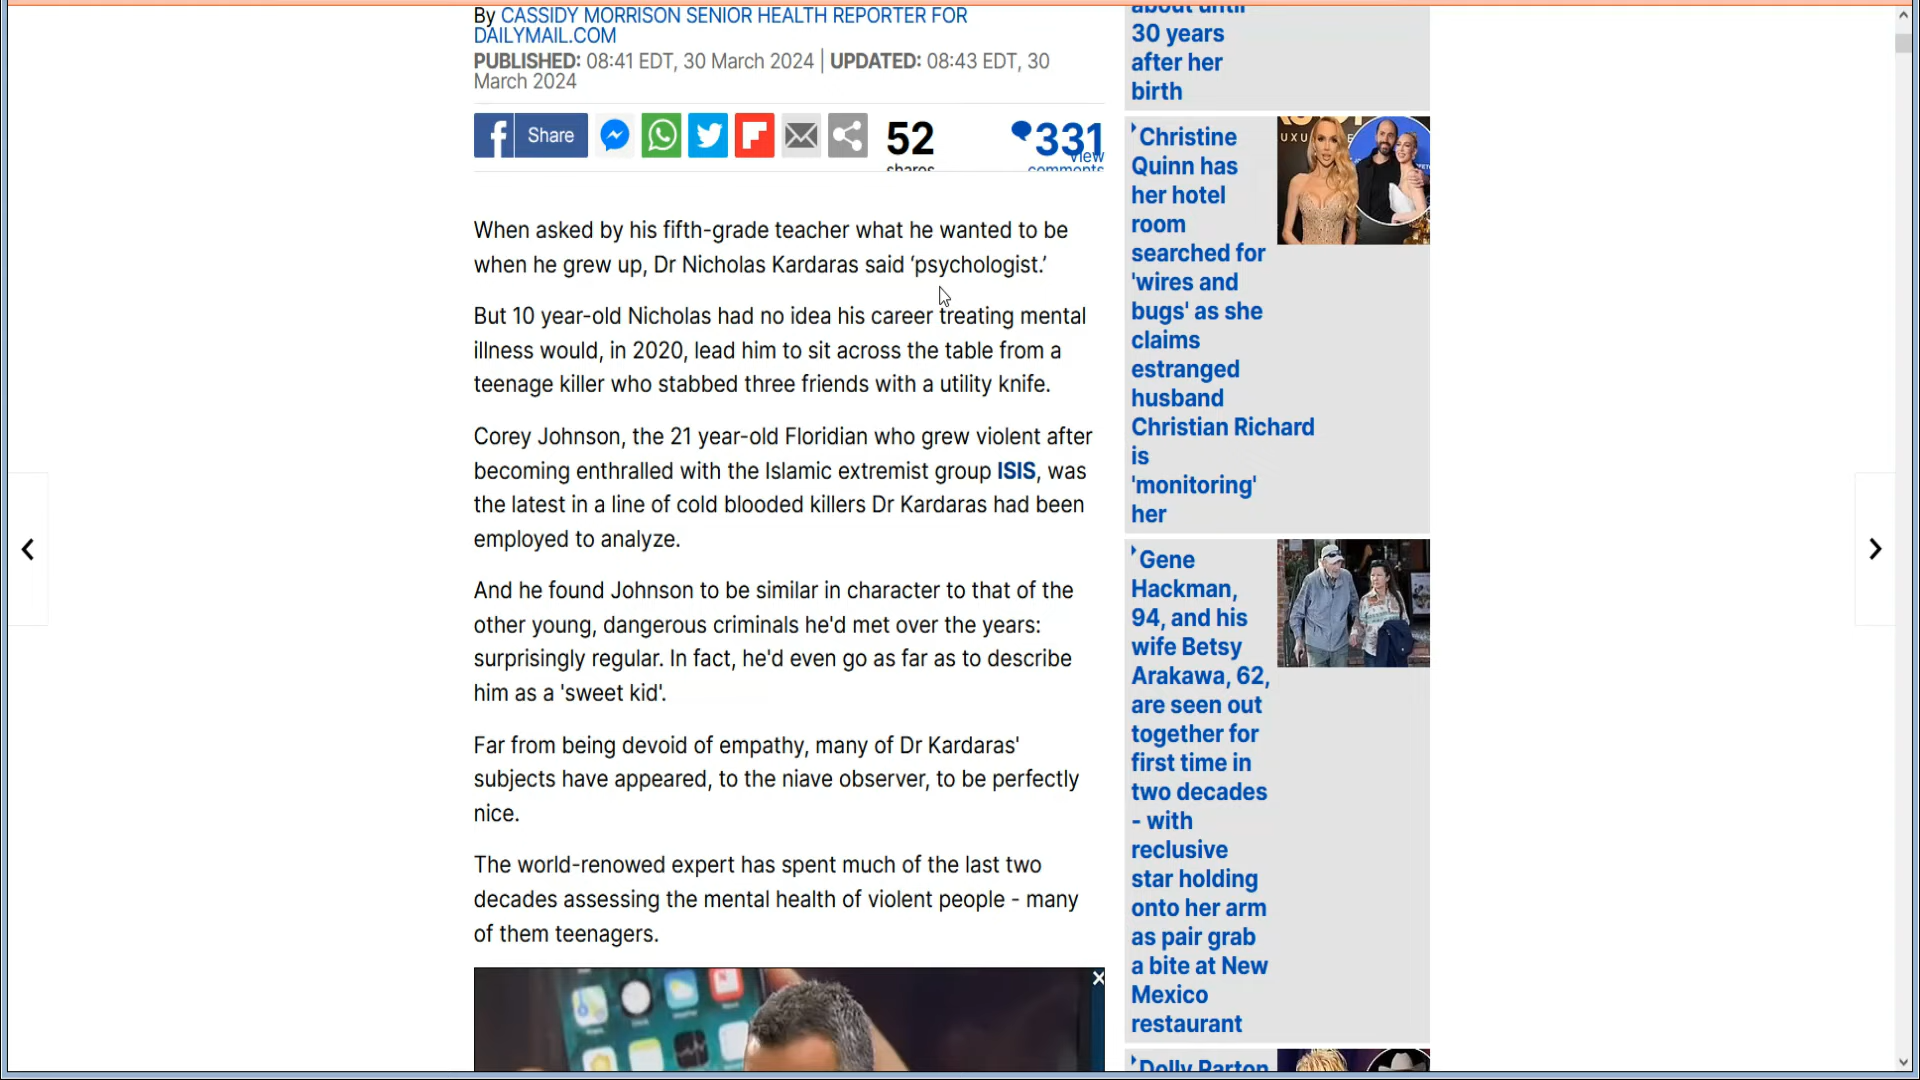 By CASSIDY MORRISON SENIOR HEALTH REPORTER FOR
DAILYMAIL.COM
PUBLISHED: 08:41 EDT, 30 March 2024 | UPDATED: 08:43 EDT, 30
March 2024
Share
52
shares
331
View
comments
When asked by his fifth-grade teacher what he wanted to be
when he grew up, Dr Nicholas Kardaras said ‘psychologist.’
But 10 year-old Nicholas had no idea his career treating mental
illness would, in 2020, lead him to sit across the table from a
teenage killer who stabbed three friends with a utility knife.
Corey Johnson, the 21 year-old Floridian who grew violent after
becoming enthralled with the Islamic extremist group ISIS, was
the latest in a line of cold blooded killers Dr Kardaras had been
employed to analyze.
And he found Johnson to be similar in character to that of the
other young, dangerous criminals he'd met over the years:
surprisingly regular. In fact, he'd even go as far as to describe
him as a 'sweet kid'.
Far from being devoid of empathy, many of Dr Kardaras'
subjects have appeared, to the niave observer, to be perfectly
nice.
The world-renowed expert has spent much of the last two
decades assessing the mental health of violent people - many
of them teenagers.
about until
30 years
after her
birth
Christine
Quinn has
her hotel
room
searched for
'wires and
bugs' as she
claims
estranged
husband
Christian Richard
is
'monitoring'
her
Gene
Hackman,
94, and his
wife Betsy
Arakawa, 62,
are seen out
together for
first time in
two decades
- with
reclusive
star holding
onto her arm
as pair grab
a bite at New
Mexico
restaurant
Dolly Parton